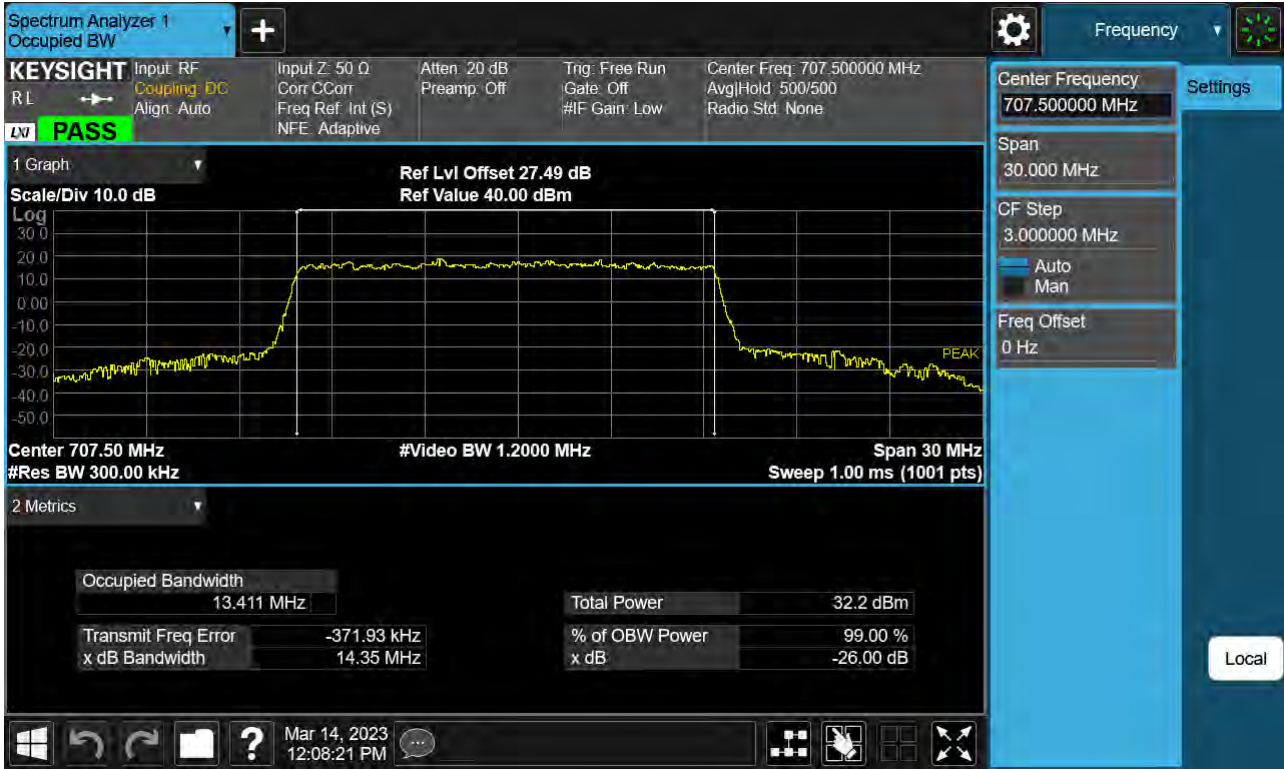 Spectrum Analyzer 1
Occupied BW
Frequency
KEYSIGHT
RL
LXI
PASS
Input: RF
Coupling: DC
Align: Auto
Input Z: 50 Ω
Corr CCorr
Freq Ref: Int (S)
NFE: Adaptive
Atten: 20 dB
Preamp: Off
Trig: Free Run
Gate: Off
#IF Gain: Low
Center Freq: 707.500000 MHz
Avg|Hold: 500/500
Radio Std: None
1 Graph
Scale/Div 10.0 dB
Ref Lvl Offset 27.49 dB
Ref Value 40.00 dBm
Log
30.0
20.0
10.0
0.00
-10.0
-20.0
-30.0
-40.0
-50.0
PEAK
Center 707.50 MHz
#Video BW 1.2000 MHz
Span 30 MHz
#Res BW 300.00 kHz
Sweep 1.00 ms (1001 pts)
2 Metrics
Occupied Bandwidth
13.411 MHz
Total Power 32.2 dBm
Transmit Freq Error -371.93 kHz
% of OBW Power 99.00 %
x dB Bandwidth 14.35 MHz
x dB -26.00 dB
Mar 14, 2023
12:08:21 PM
Center Frequency
707.500000 MHz
Span
30.000 MHz
CF Step
3.000000 MHz
Auto
Man
Freq Offset
0 Hz
Settings
Local